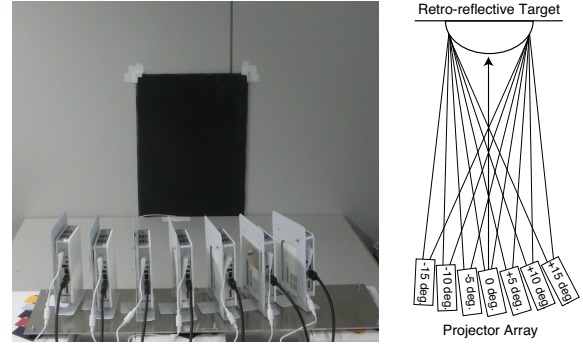 Retro-reflective Target
-15 deg.
-10 deg.
-5 deg.
0 deg.
+5 deg.
+10 deg.
+15 deg.
Projector Array